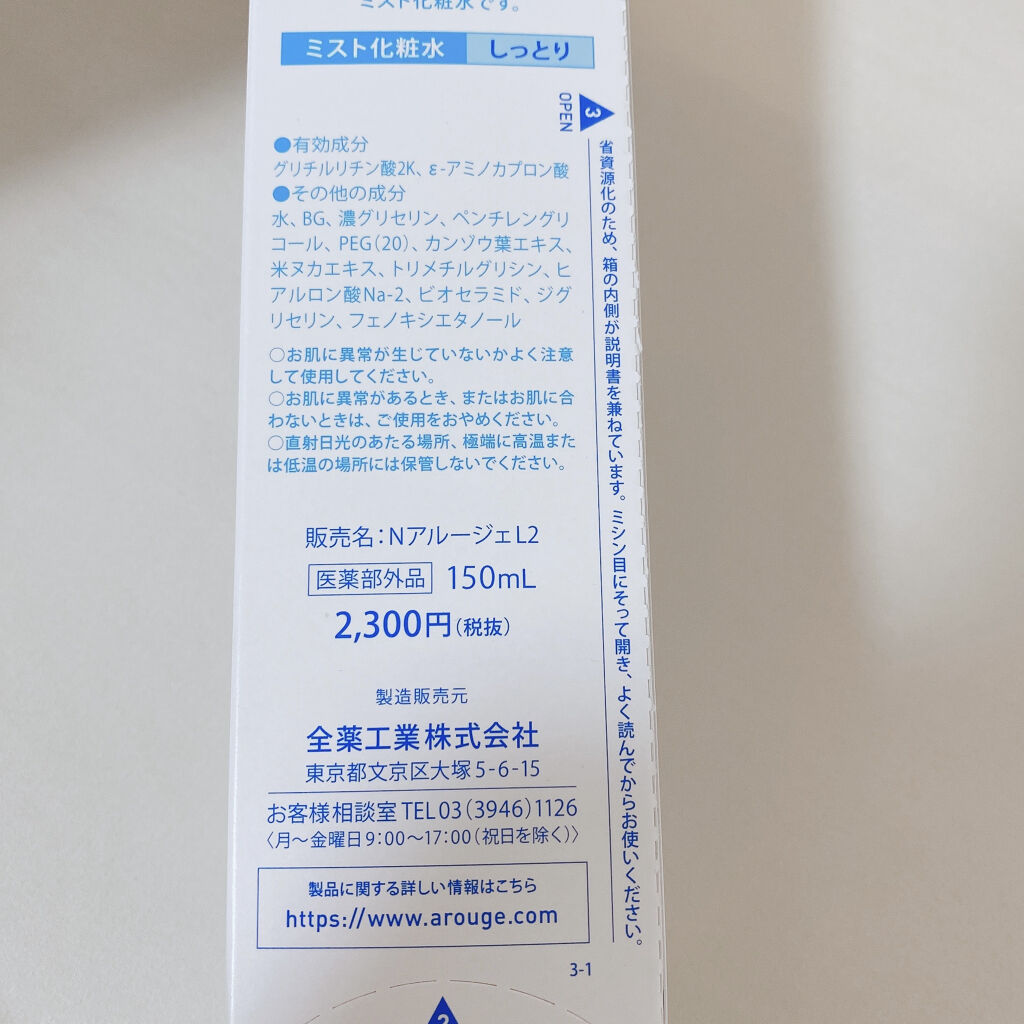 ミスト化粧水です。
ミスト化粧水 しっとり
3 OPEN
●有効成分
グリチルリチン酸2K、ε-アミノカプロン酸
●その他の成分
水、BG、濃グリセリン、ペンチレングリ
コール、PEG(20)、カンゾウ葉エキス、
米ヌカエキス、トリメチルグリシン、ヒ
アルロン酸Na-2、ビオセラミド、ジグ
リセリン、フェノキシエタノール
○お肌に異常が生じていないかよく注意
して使用してください。
○お肌に異常があるとき、またはお肌に合
わないときは、ご使用をおやめください。
○直射日光のあたる場所、極端に高温また
は低温の場所には保管しないでください。
販売名:NアルージェL2
医薬部外品 150mL
2,300円(税抜)
製造販売元
全薬工業株式会社
東京都文京区大塚5-6-15
お客様相談室 TEL03(3946)1126
〈月〜金曜日9:00〜17:00(祝日を除く)〉
製品に関する詳しい情報はこちら
https://www.arouge.com
3-1
2
省資源化のため、箱の内側が説明書を兼ねています。ミシン目にそって開き、よく読んでからお使いください。